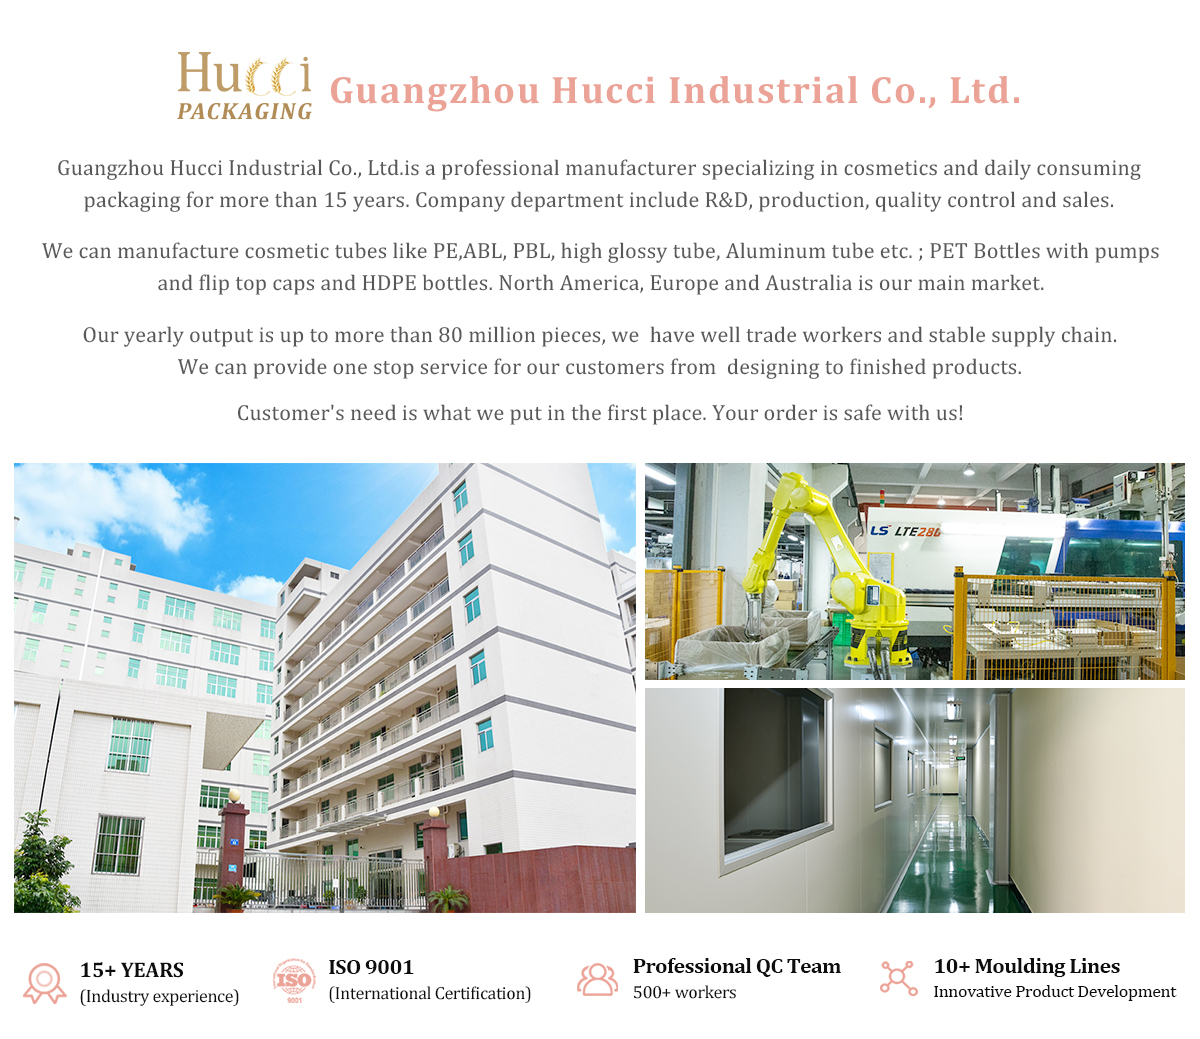 Hucci
PACKAGING
Guangzhou Hucci Industrial Co., Ltd.
Guangzhou Hucci Industrial Co., Ltd.is a professional manufacturer specializing in cosmetics and daily consuming
packaging for more than 15 years. Company department include R&D, production, quality control and sales.
We can manufacture cosmetic tubes like PE,ABL, PBL, high glossy tube, Aluminum tube etc. ; PET Bottles with pumps
and flip top caps and HDPE bottles. North America, Europe and Australia is our main market.
Our yearly output is up to more than 80 million pieces, we  have well trade workers and stable supply chain.
We can provide one stop service for our customers from  designing to finished products.
Customer's need is what we put in the first place. Your order is safe with us!
LS LTE280
15+ YEARS
(Industry experience)
ISO
9001
ISO 9001
(International Certification)
Professional QC Team
500+ workers
10+ Moulding Lines
Innovative Product Development